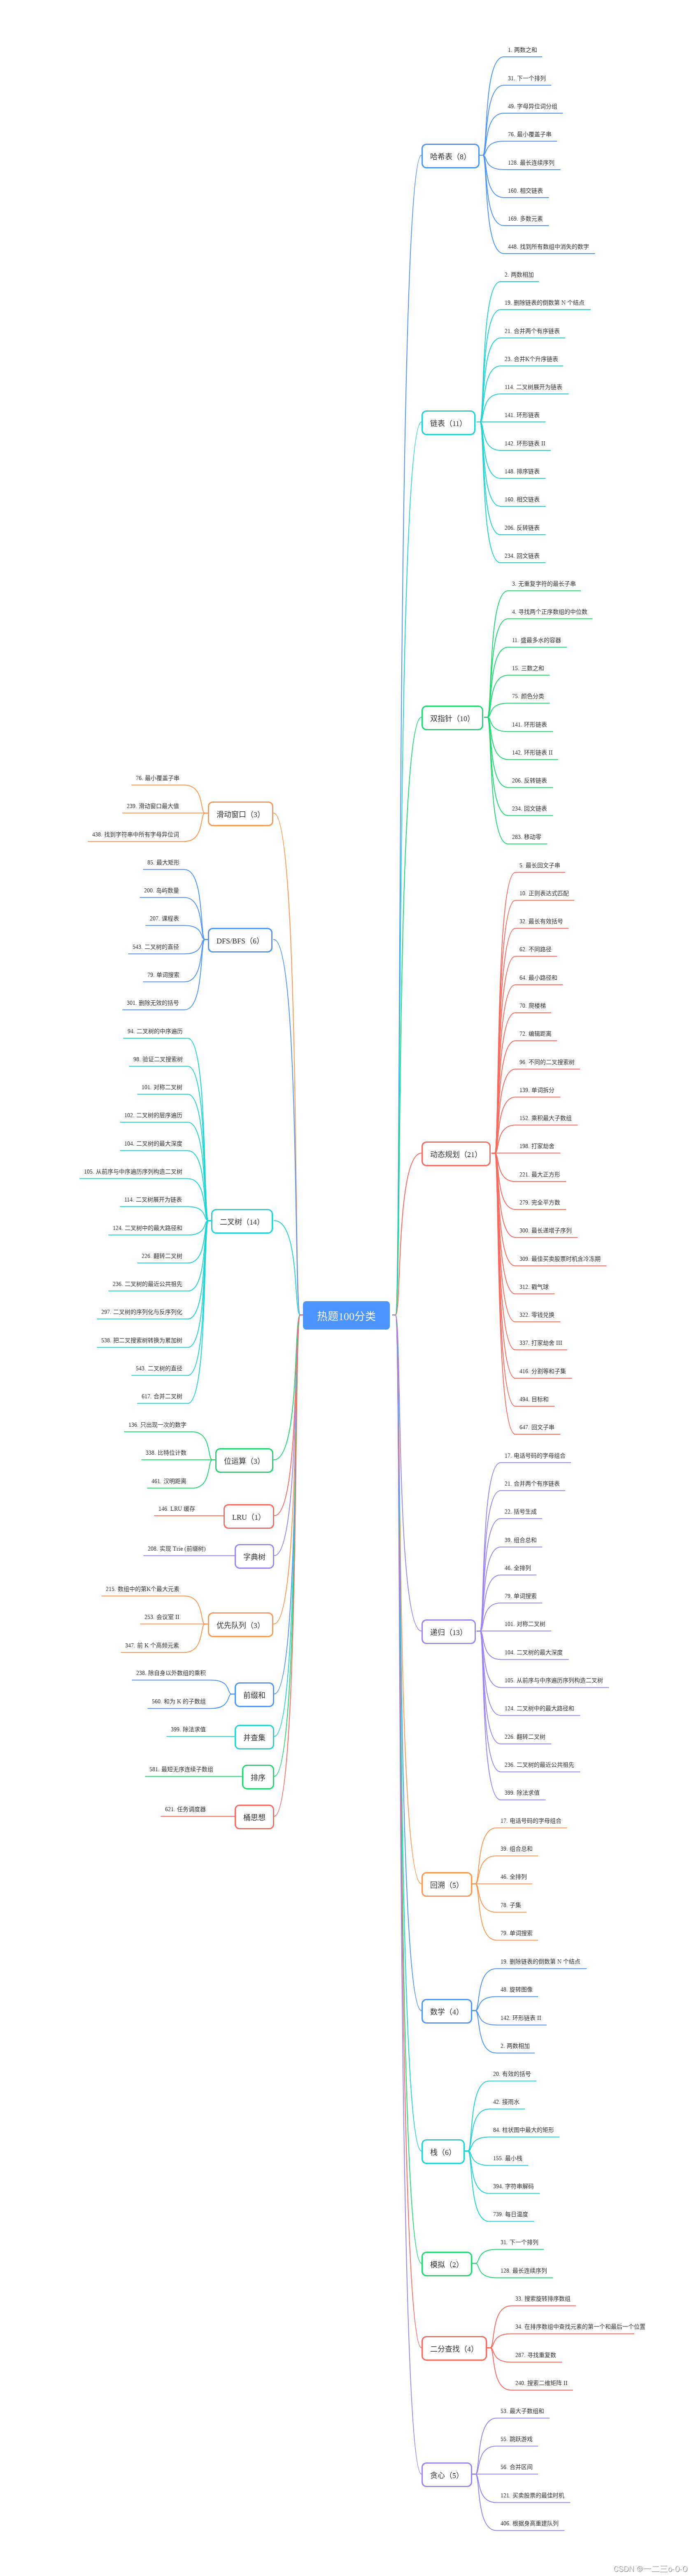 热题100分类
哈希表（8）
1. 两数之和
31. 下一个排列
49. 字母异位词分组
76. 最小覆盖子串
128. 最长连续序列
160. 相交链表
169. 多数元素
448. 找到所有数组中消失的数字
链表（11）
2. 两数相加
19. 删除链表的倒数第 N 个结点
21. 合并两个有序链表
23. 合并K个升序链表
114. 二叉树展开为链表
141. 环形链表
142. 环形链表 II
148. 排序链表
160. 相交链表
206. 反转链表
234. 回文链表
双指针（10）
3. 无重复字符的最长子串
4. 寻找两个正序数组的中位数
11. 盛最多水的容器
15. 三数之和
75. 颜色分类
141. 环形链表
142. 环形链表 II
206. 反转链表
234. 回文链表
283. 移动零
动态规划（21）
5. 最长回文子串
10. 正则表达式匹配
32. 最长有效括号
62. 不同路径
64. 最小路径和
70. 爬楼梯
72. 编辑距离
96. 不同的二叉搜索树
139. 单词拆分
152. 乘积最大子数组
198. 打家劫舍
221. 最大正方形
279. 完全平方数
300. 最长递增子序列
309. 最佳买卖股票时机含冷冻期
312. 戳气球
322. 零钱兑换
337. 打家劫舍 III
416. 分割等和子集
494. 目标和
647. 回文子串
递归（13）
17. 电话号码的字母组合
21. 合并两个有序链表
22. 括号生成
39. 组合总和
46. 全排列
79. 单词搜索
101. 对称二叉树
104. 二叉树的最大深度
105. 从前序与中序遍历序列构造二叉树
124. 二叉树中的最大路径和
226. 翻转二叉树
236. 二叉树的最近公共祖先
399. 除法求值
回溯（5）
17. 电话号码的字母组合
39. 组合总和
46. 全排列
78. 子集
79. 单词搜索
数学（4）
19. 删除链表的倒数第 N 个结点
48. 旋转图像
142. 环形链表 II
2. 两数相加
栈（6）
20. 有效的括号
42. 接雨水
84. 柱状图中最大的矩形
155. 最小栈
394. 字符串解码
739. 每日温度
模拟（2）
31. 下一个排列
128. 最长连续序列
二分查找（4）
33. 搜索旋转排序数组
34. 在排序数组中查找元素的第一个和最后一个位置
287. 寻找重复数
240. 搜索二维矩阵 II
贪心（5）
53. 最大子数组和
55. 跳跃游戏
56. 合并区间
121. 买卖股票的最佳时机
406. 根据身高重建队列
滑动窗口（3）
76. 最小覆盖子串
239. 滑动窗口最大值
438. 找到字符串中所有字母异位词
DFS/BFS（6）
85. 最大矩形
200. 岛屿数量
207. 课程表
543. 二叉树的直径
79. 单词搜索
301. 删除无效的括号
二叉树（14）
94. 二叉树的中序遍历
98. 验证二叉搜索树
101. 对称二叉树
102. 二叉树的层序遍历
104. 二叉树的最大深度
105. 从前序与中序遍历序列构造二叉树
114. 二叉树展开为链表
124. 二叉树中的最大路径和
226. 翻转二叉树
236. 二叉树的最近公共祖先
297. 二叉树的序列化与反序列化
538. 把二叉搜索树转换为累加树
543. 二叉树的直径
617. 合并二叉树
位运算（3）
136. 只出现一次的数字
338. 比特位计数
461. 汉明距离
LRU（1）
146. LRU 缓存
字典树
208. 实现 Trie (前缀树)
优先队列（3）
215. 数组中的第K个最大元素
253. 会议室 II
347. 前 K 个高频元素
前缀和
238. 除自身以外数组的乘积
560. 和为 K 的子数组
并查集
399. 除法求值
排序
581. 最短无序连续子数组
桶思想
621. 任务调度器
CSDN @一二三o-0-O